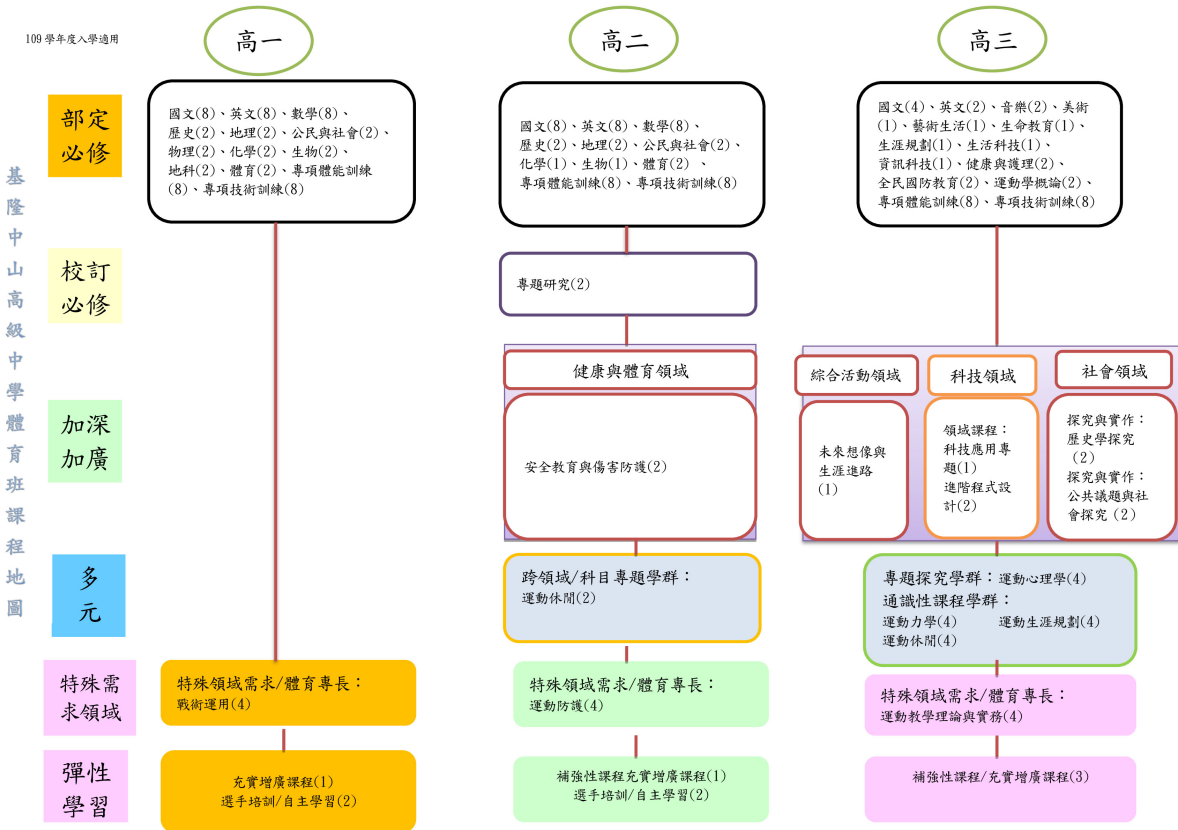 109 學年度入學適用
高一
高二
高三
基隆中山高級中學體育班課程地圖
部定
必修
國文(8)、英文(8)、數學(8)、
歷史(2)、地理(2)、公民與社會(2)、
物理(2)、化學(2)、生物(2)、
地科(2)、體育(2)、專項體能訓練
(8)、專項技術訓練(8)
國文(8)、英文(8)、數學(8)、
歷史(2)、地理(2)、公民與社會(2)、
化學(1)、生物(1)、體育(2) 、
專項體能訓練(8)、專項技術訓練(8)
國文(4)、英文(2)、音樂(2)、美術
(1)、藝術生活(1)、生命教育(1)、
生涯規劃(1)、生活科技(1)、
資訊科技(1)、健康與護理(2)、
全民國防教育(2)、運動學概論(2)、
專項體能訓練(8)、專項技術訓練(8)
校訂
必修
專題研究(2)
加深
加廣
健康與體育領域
安全教育與傷害防護(2)
綜合活動領域
未來想像與
生涯進路
(1)
科技領域
領域課程：
科技應用專
題(1)
進階程式設
計(2)
社會領域
探究與實作：
歷史學探究
(2)
探究與實作：
公共議題與社
會探究 (2)
多
元
跨領域/科目專題學群：
運動休閒(2)
專題探究學群：運動心理學(4)
通識性課程學群：
運動力學(4) 運動生涯規劃(4)
運動休閒(4)
特殊需
求領域
特殊領域需求/體育專長：
戰術運用(4)
特殊領域需求/體育專長：
運動防護(4)
特殊領域需求/體育專長：
運動教學理論與實務(4)
彈性
學習
充實增廣課程(1)
選手培訓/自主學習(2)
補強性課程充實增廣課程(1)
選手培訓/自主學習(2)
補強性課程/充實增廣課程(3)